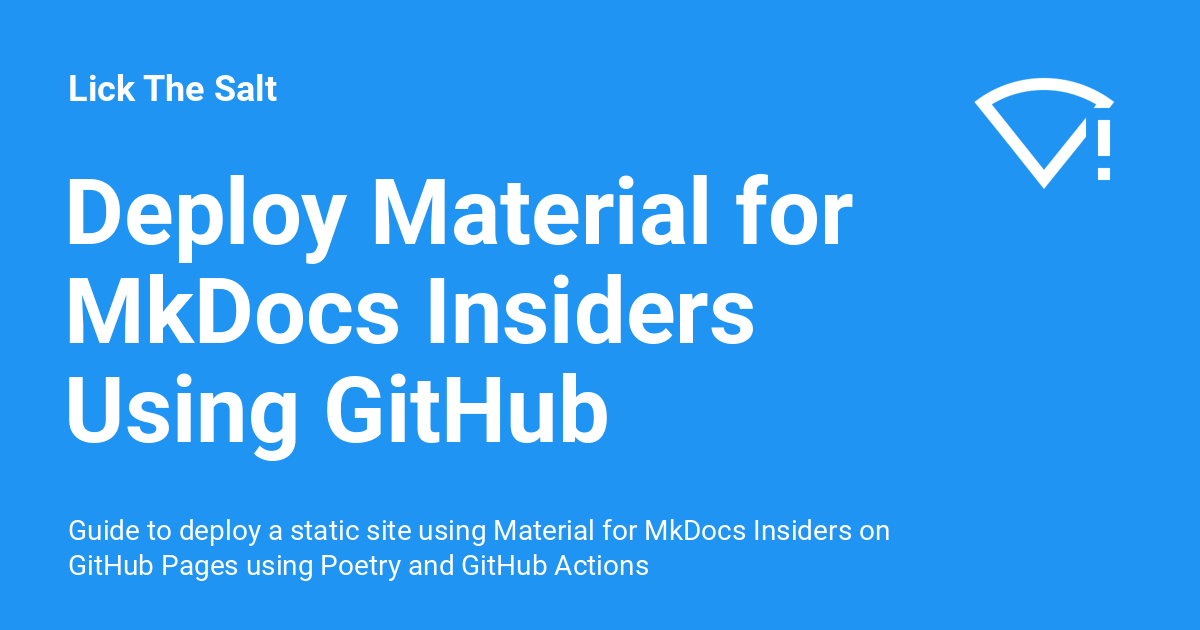 Lick The Salt
Deploy Material for
MkDocs Insiders
Using GitHub
Guide to deploy a static site using Material for MkDocs Insiders on
GitHub Pages using Poetry and GitHub Actions